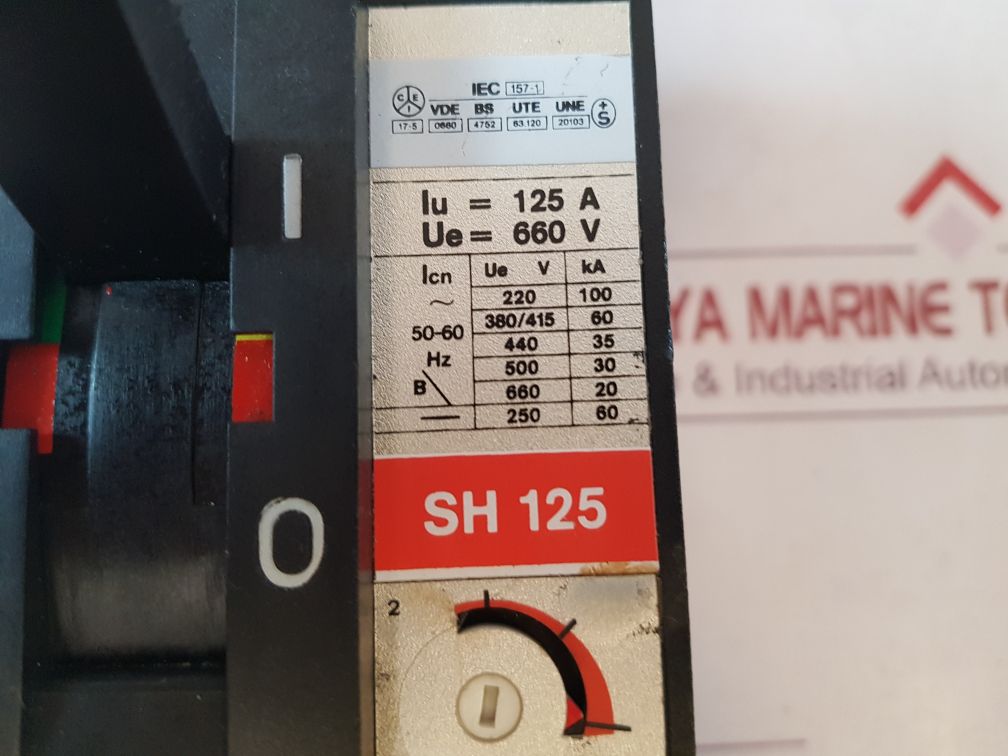 CEI
IEC 157-1
VDE BS UTE UNE +S
17-5 0660 4752 63.120 20103
Iu = 125 A
Ue = 660 V
Icn Ue V kA
~ 220 100
50-60 380/415 60
Hz 440 35
B 500 30
660 20
— 250 60
SH 125
2
I
O
YA MARINE
& Industrial